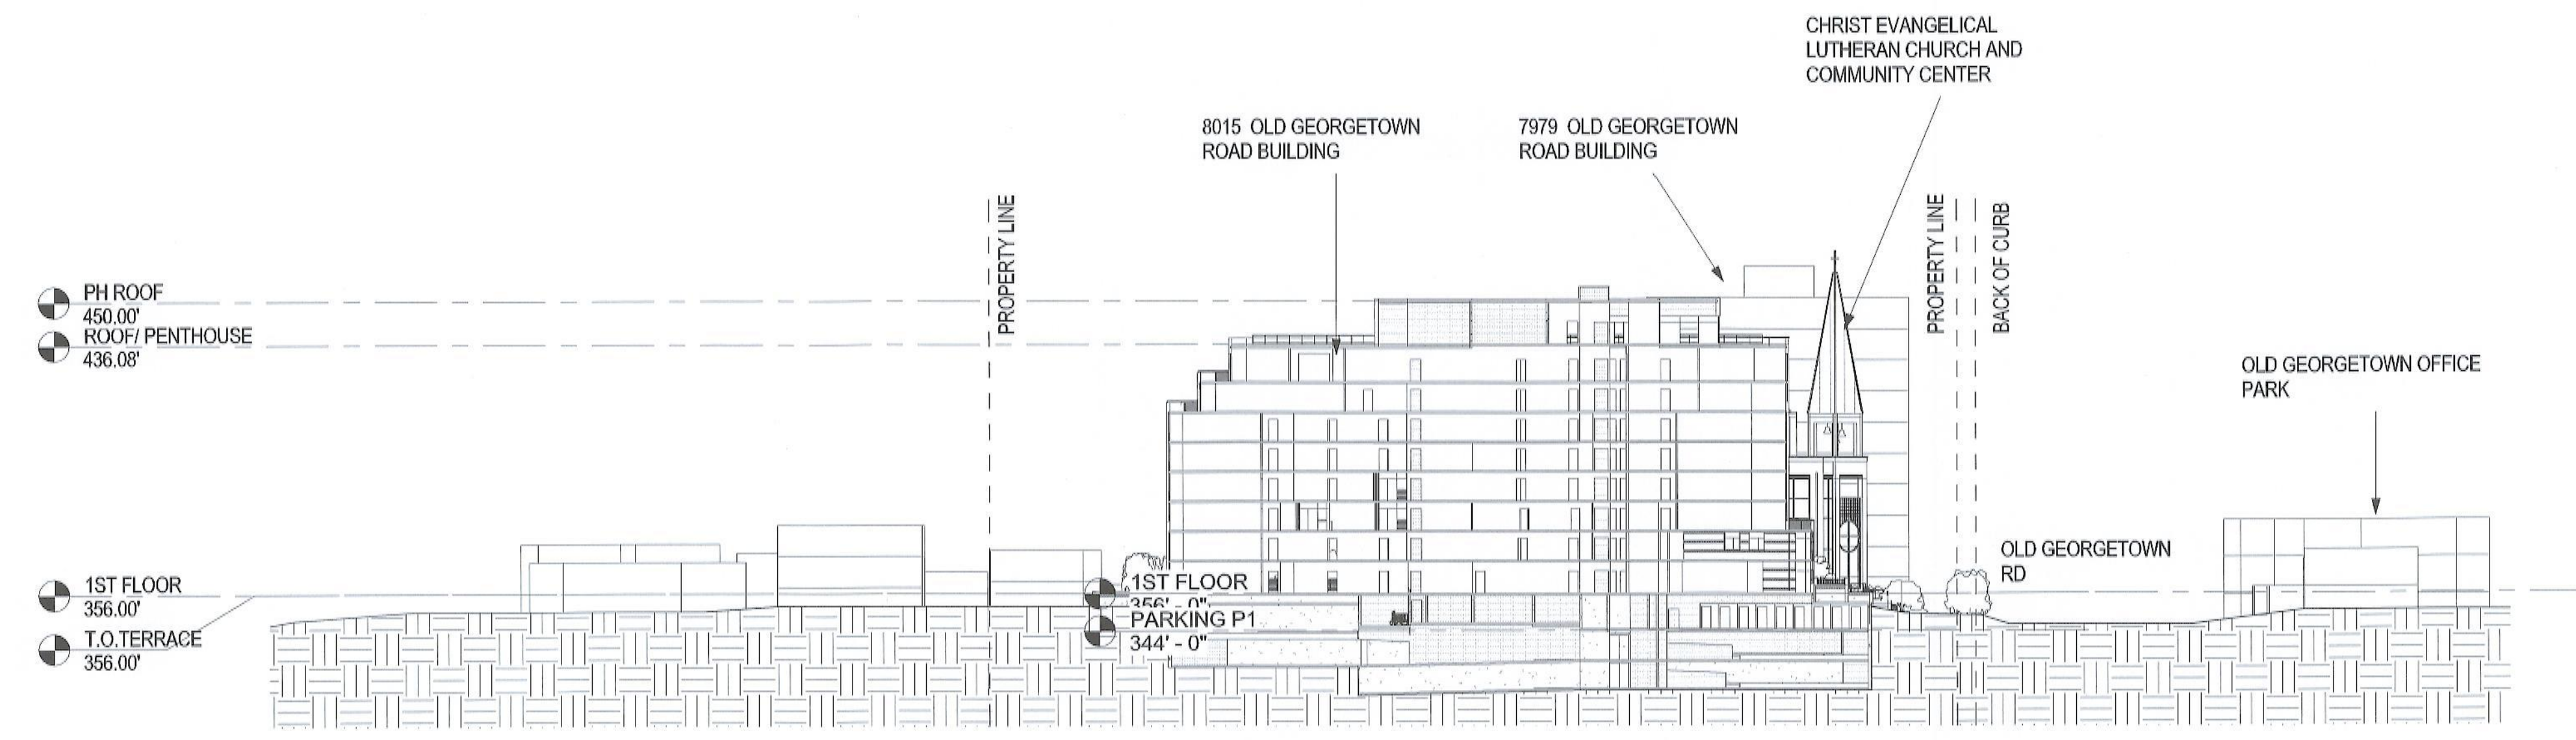 CHRIST EVANGELICAL
LUTHERAN CHURCH AND
COMMUNITY CENTER
8015 OLD GEORGETOWN
ROAD BUILDING
7979 OLD GEORGETOWN
ROAD BUILDING
PROPERTY LINE
PROPERTY LINE
BACK OF CURB
PH ROOF
450.00'
ROOF/ PENTHOUSE
436.08'
OLD GEORGETOWN OFFICE
PARK
OLD GEORGETOWN
RD
1ST FLOOR
356.00'
T.O.TERRACE
356.00'
1ST FLOOR
356' - 0"
PARKING P1
344' - 0"